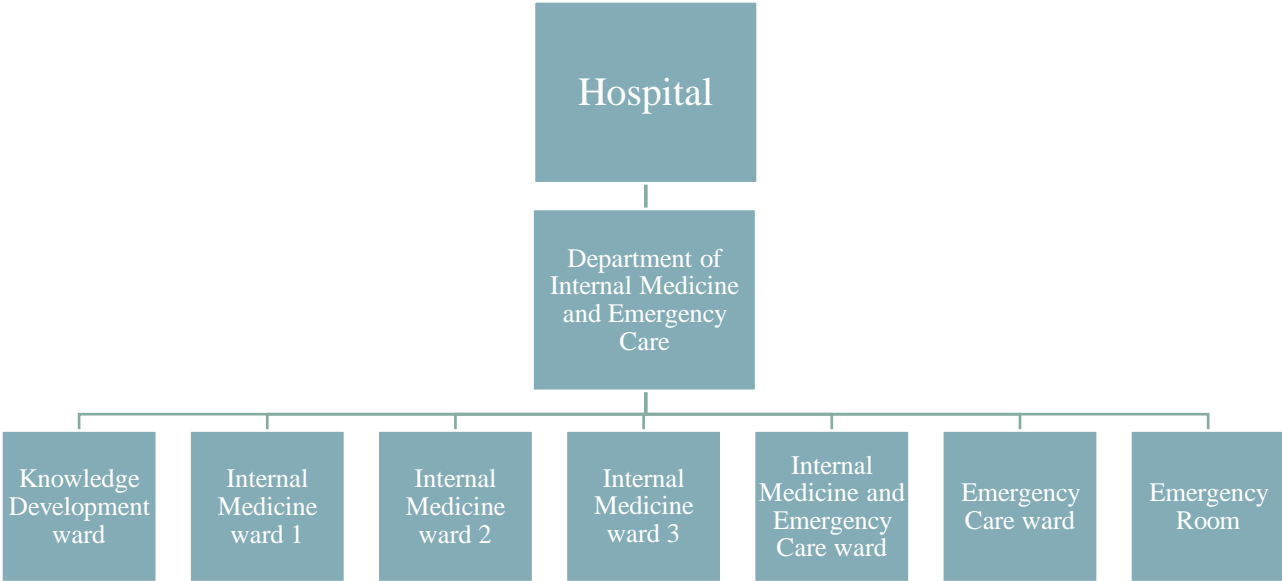 Hospital
Department of
Internal Medicine
and Emergency
Care
Knowledge
Development
ward
Internal
Medicine
ward 1
Internal
Medicine
ward 2
Internal
Medicine
ward 3
Internal
Medicine and
Emergency
Care ward
Emergency
Care ward
Emergency
Room